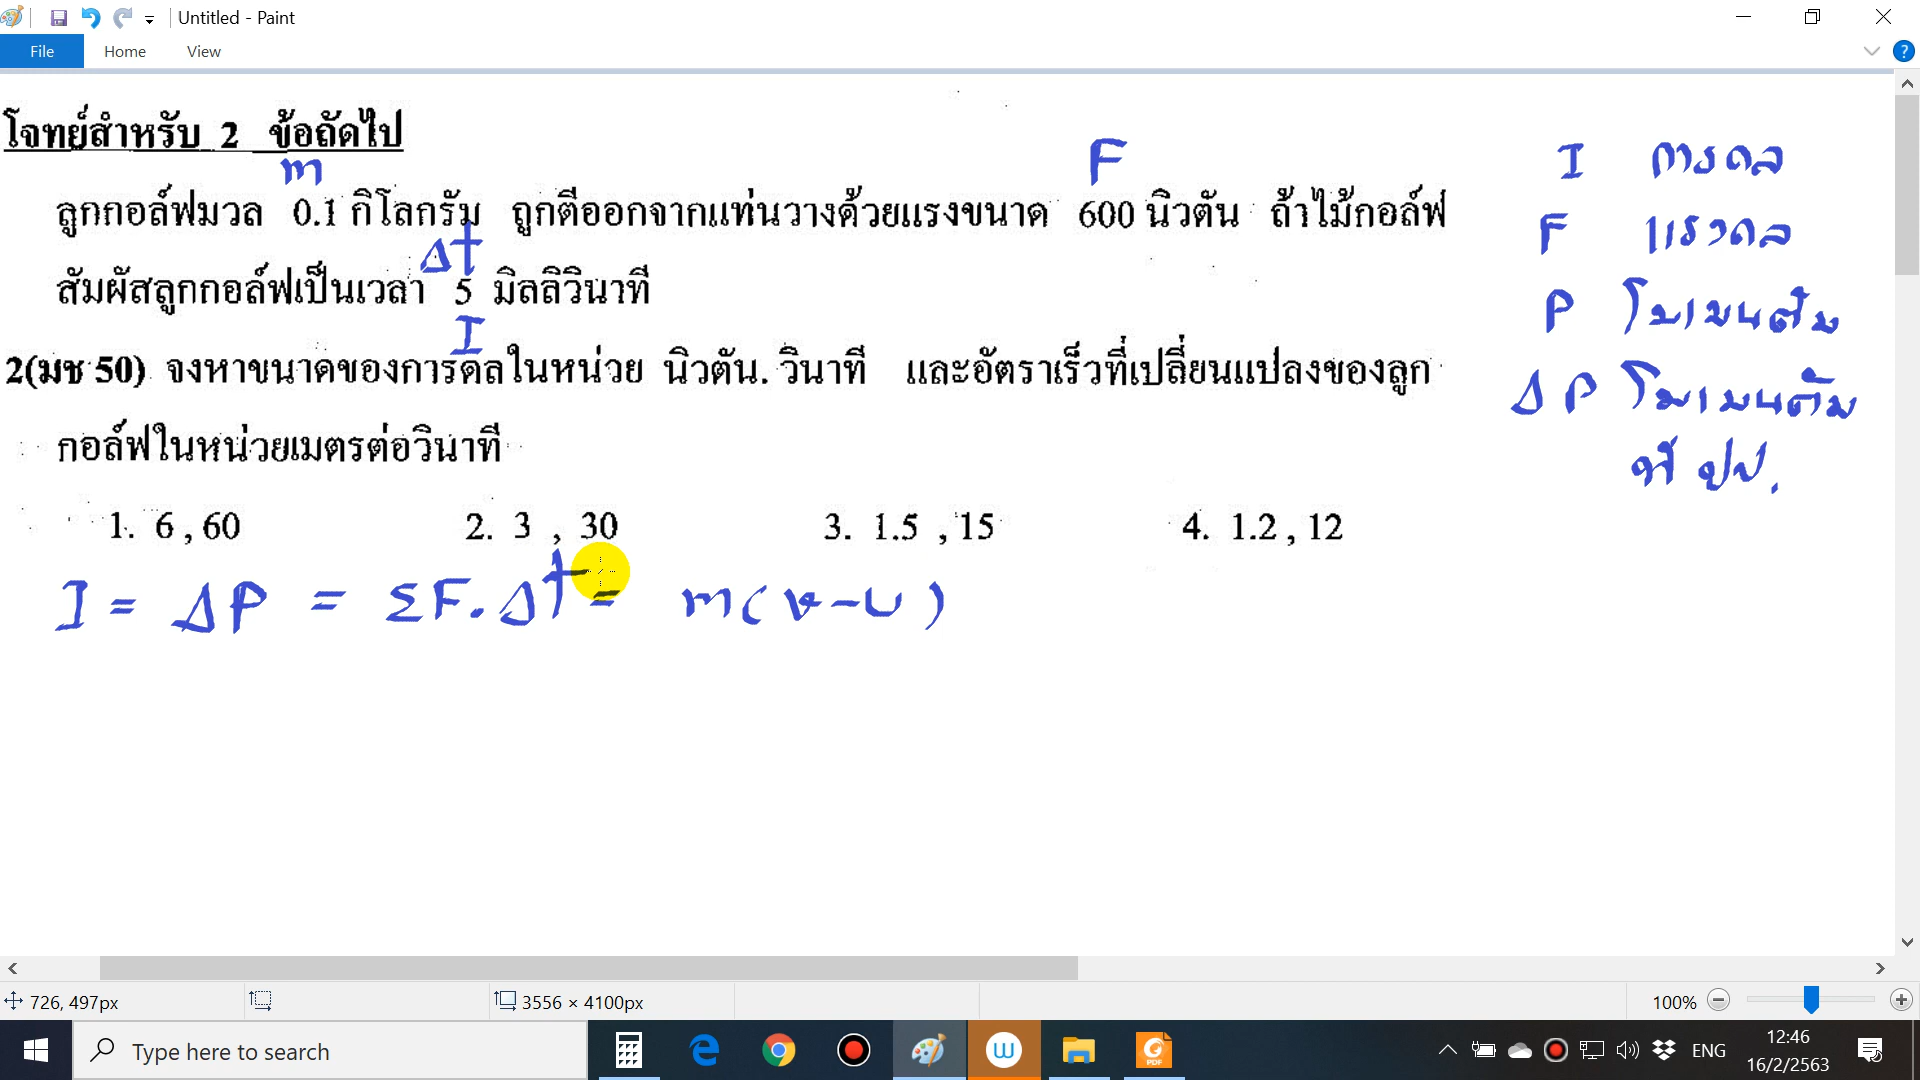 Untitled - Paint
File Home View
โจทย์สำหรับ 2 ข้อถัดไป
m
F
ลูกกอล์ฟมวล 0.1 กิโลกรัม ถูกตีออกจากแท่นวางด้วยแรงขนาด 600 นิวตัน ถ้าไม้กอล์ฟ
Δt
สัมผัสลูกกอล์ฟเป็นเวลา 5 มิลลิวินาที
I
2(มช 50) จงหาขนาดของการดลในหน่วย นิวตัน. วินาที และอัตราเร็วที่เปลี่ยนแปลงของลูก
กอล์ฟในหน่วยเมตรต่อวินาที
1. 6 , 60 2. 3 , 30 3. 1.5 , 15 4. 1.2 , 12
I = ΔP = ΣF. Δt = m(v-u)
I การดล
F แรงดล
P โมเมนตัม
ΔP โมเมนตัม
ที่ ปป.
726, 497px
3556 × 4100px
100%
Type here to search
ENG
12:46
16/2/2563